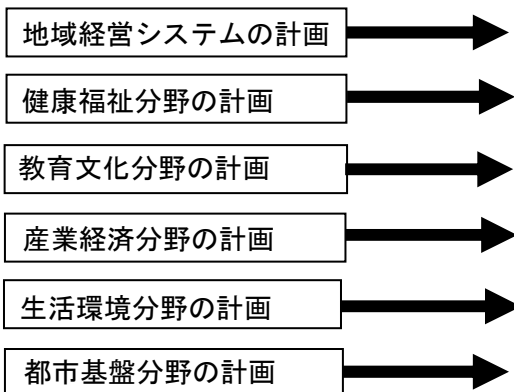 地域経営システムの計画
健康福祉分野の計画
教育文化分野の計画
産業経済分野の計画
生活環境分野の計画
都市基盤分野の計画